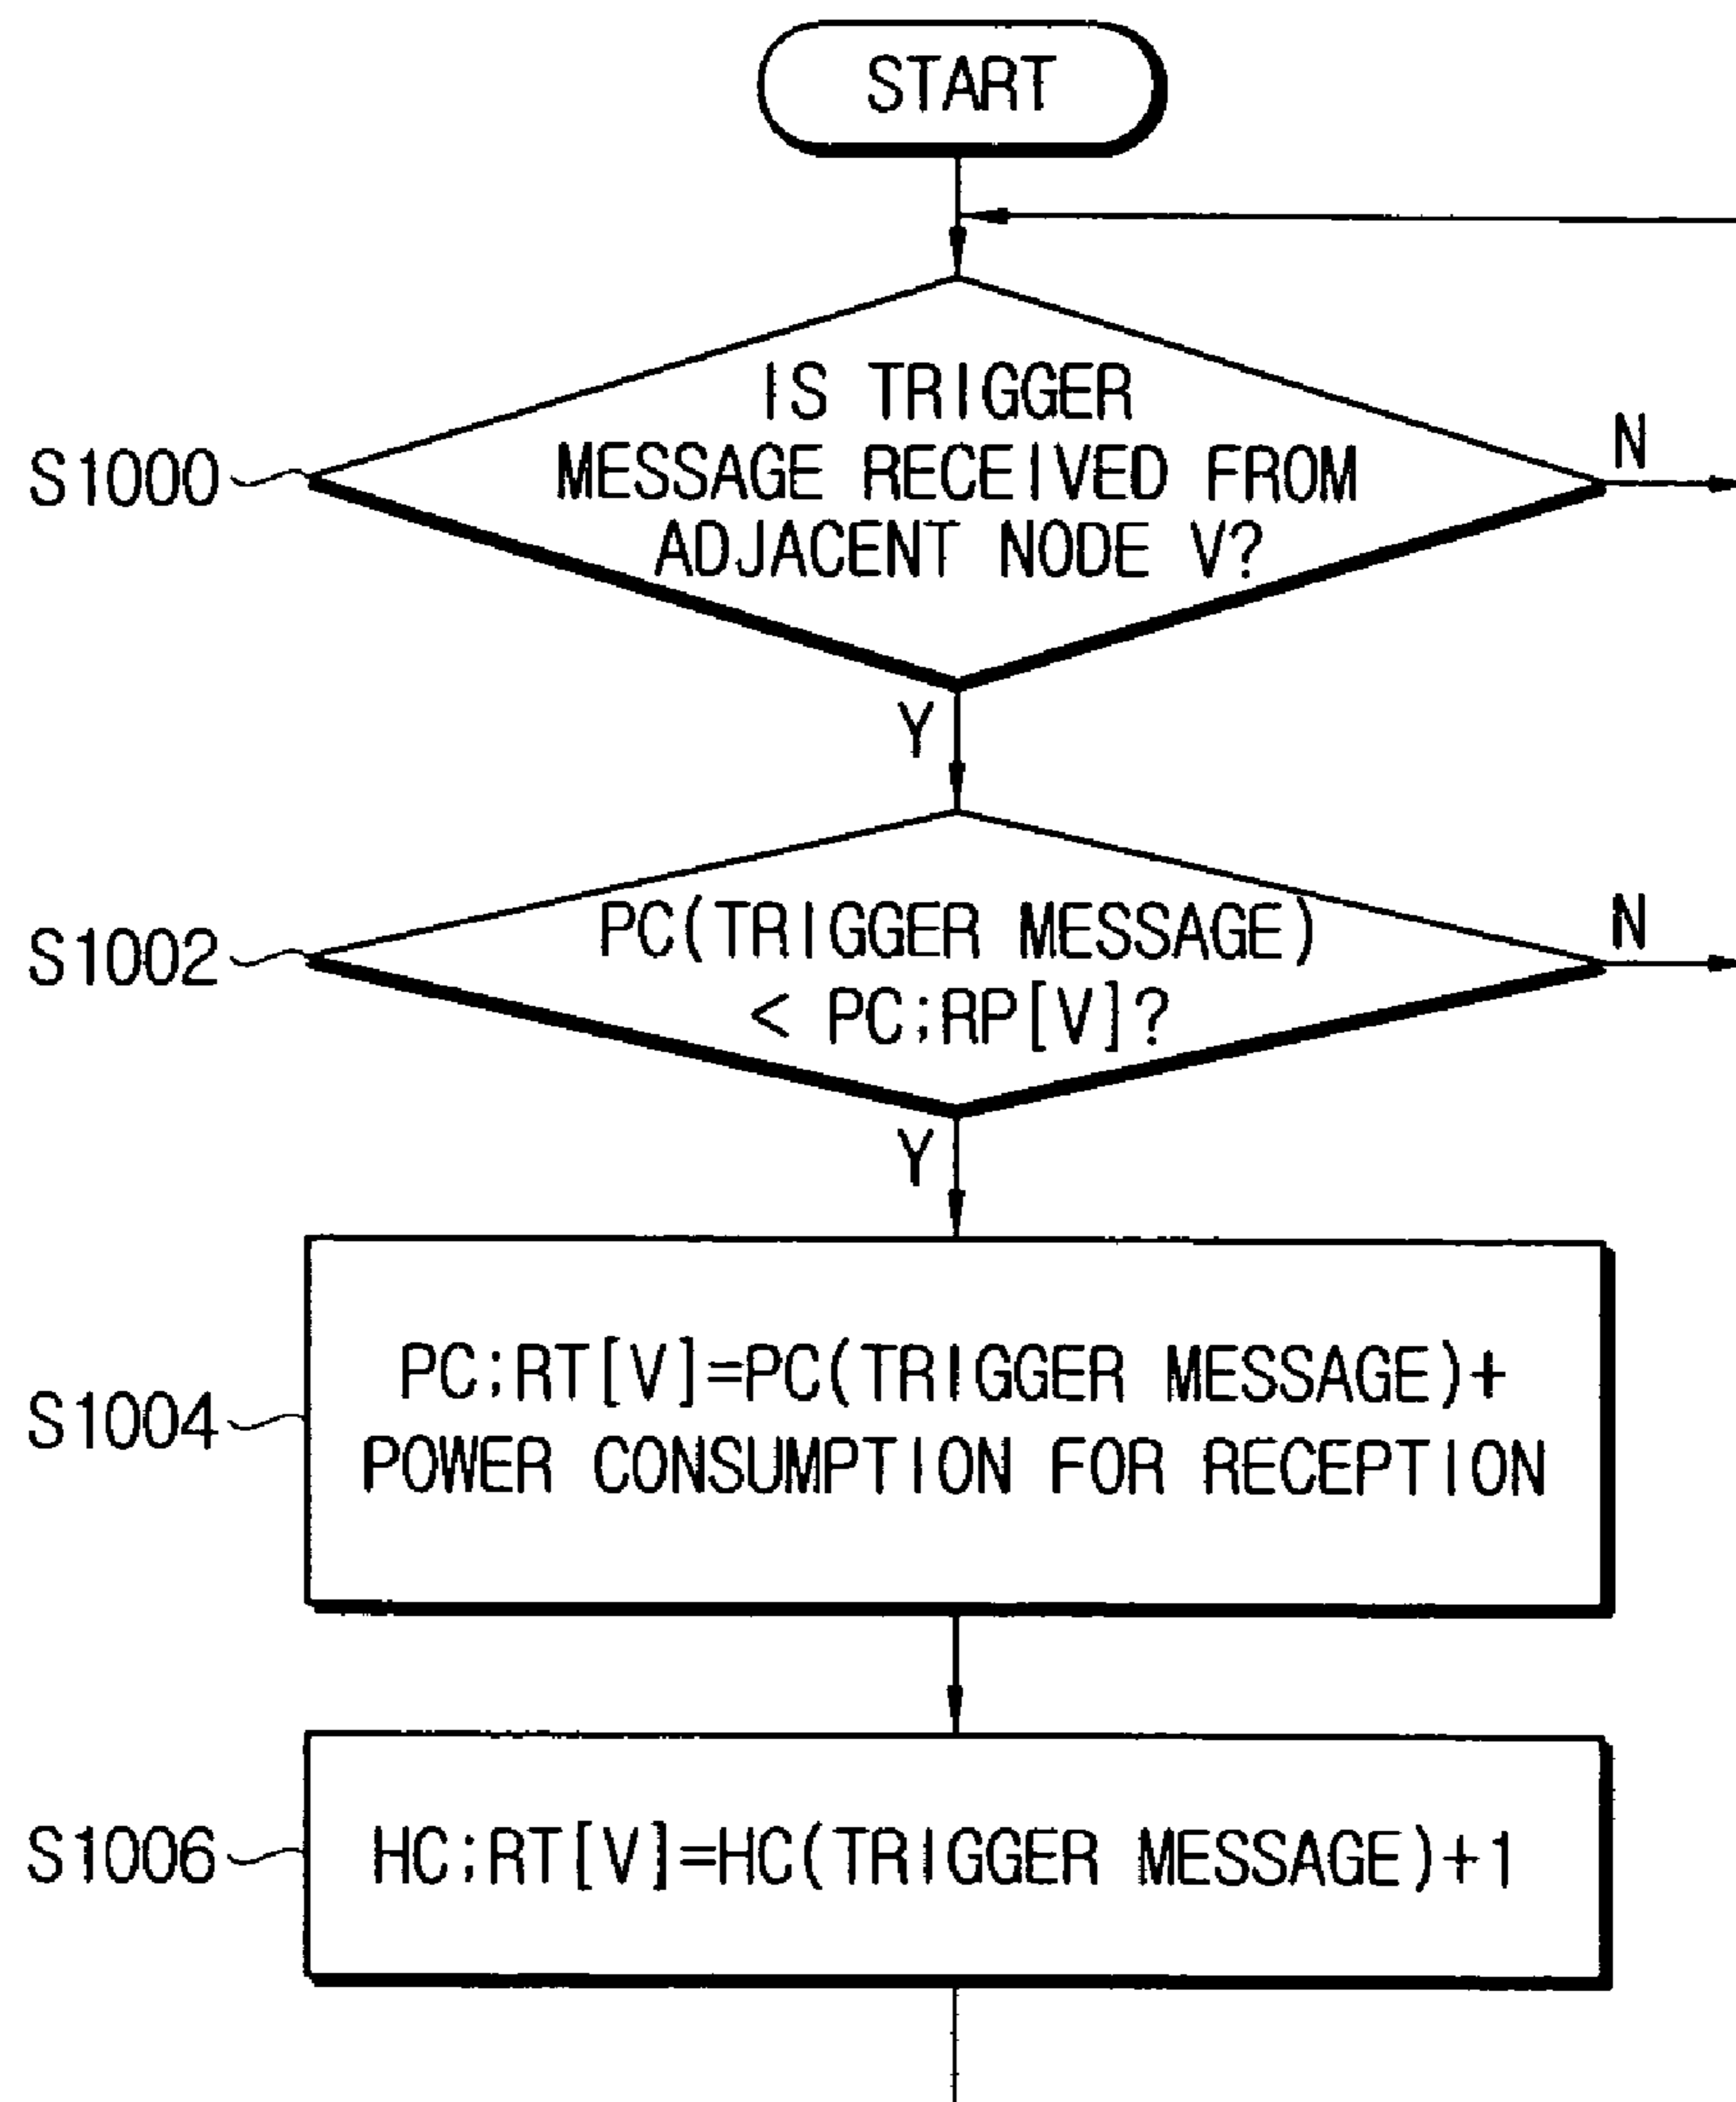 START
IS TRIGGER
MESSAGE RECEIVED FROM
ADJACENT NODE V?
S1000
N
Y
PC(TRIGGER MESSAGE)
< PC;RP[V]?
S1002
N
Y
PC;RT[V]=PC(TRIGGER MESSAGE)+
POWER CONSUMPTION FOR RECEPTION
S1004
HC;RT[V]=HC(TRIGGER MESSAGE)+1
S1006